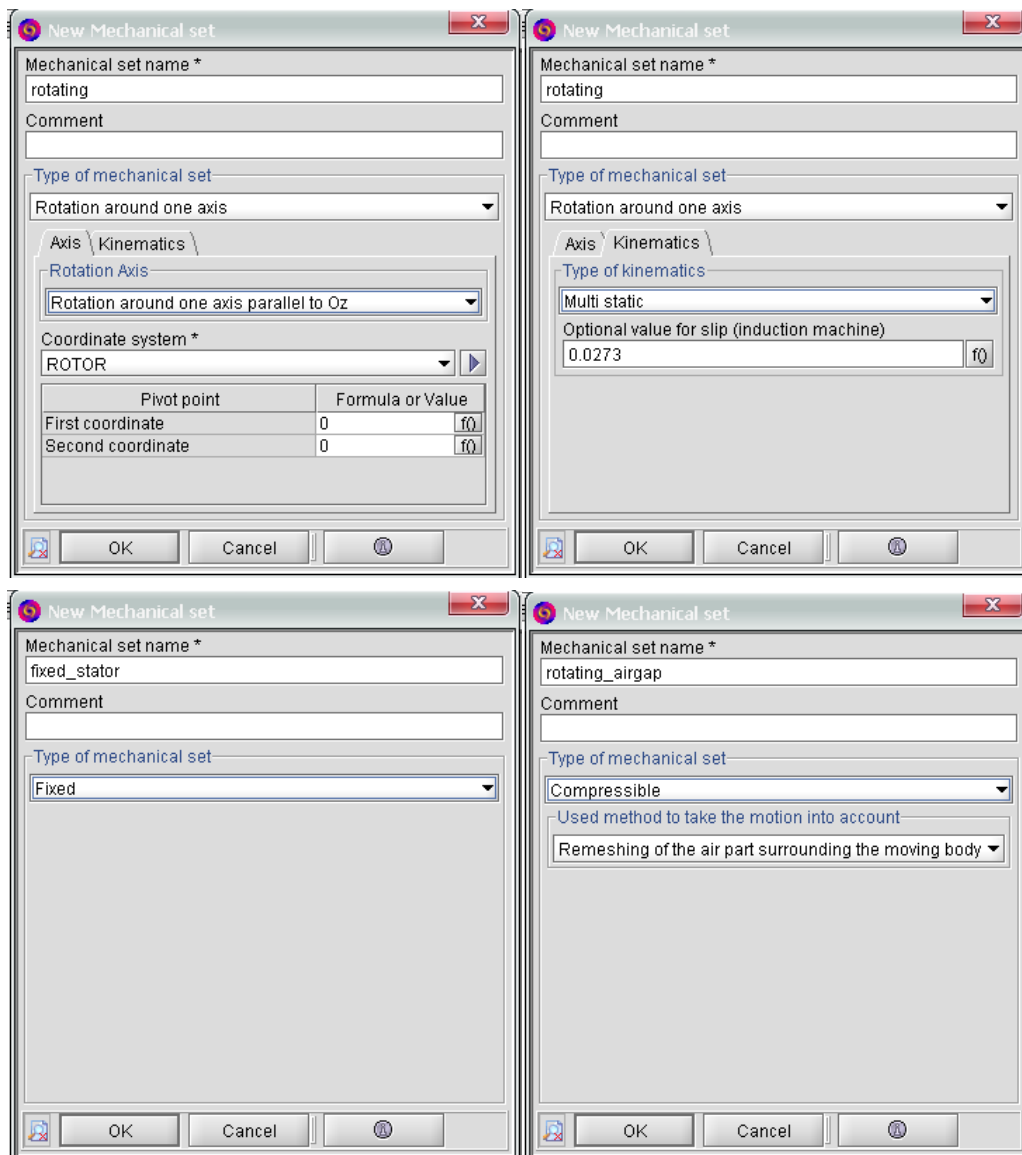 New Mechanical set
Mechanical set name *
rotating
Comment
Type of mechanical set
Rotation around one axis
Axis Kinematics
Rotation Axis
Rotation around one axis parallel to Oz
Coordinate system *
ROTOR
Pivot point Formula or Value
First coordinate 0 f()
Second coordinate 0 f()
OK Cancel
New Mechanical set
Mechanical set name *
rotating
Comment
Type of mechanical set
Rotation around one axis
Axis Kinematics
Type of kinematics
Multi static
Optional value for slip (induction machine)
0.0273 f()
OK Cancel
New Mechanical set
Mechanical set name *
fixed_stator
Comment
Type of mechanical set
Fixed
OK Cancel
New Mechanical set
Mechanical set name *
rotating_airgap
Comment
Type of mechanical set
Compressible
Used method to take the motion into account
Remeshing of the air part surrounding the moving body
OK Cancel